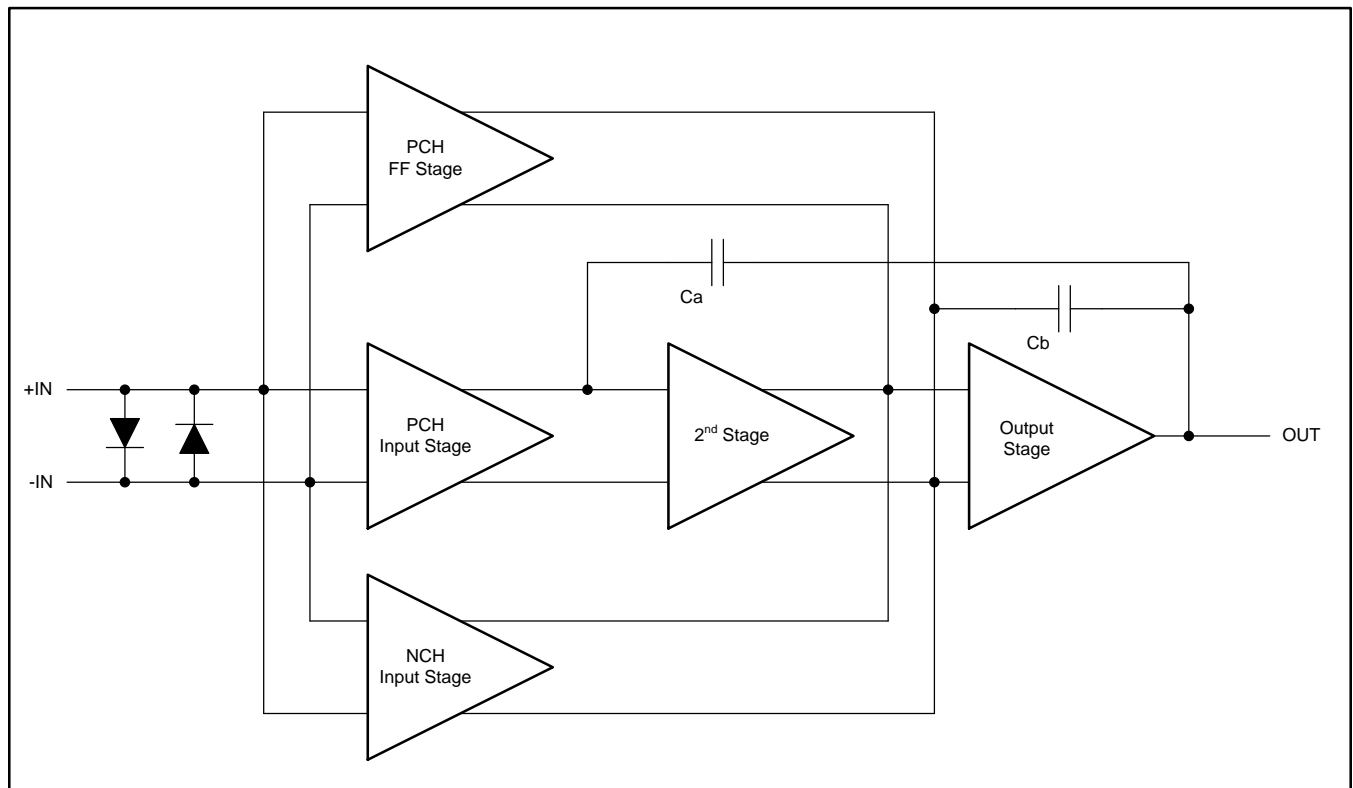 PCH
FF Stage
Ca
Cb
+IN
PCH
Input Stage
2nd Stage
Output
Stage
OUT
-IN
NCH
Input Stage